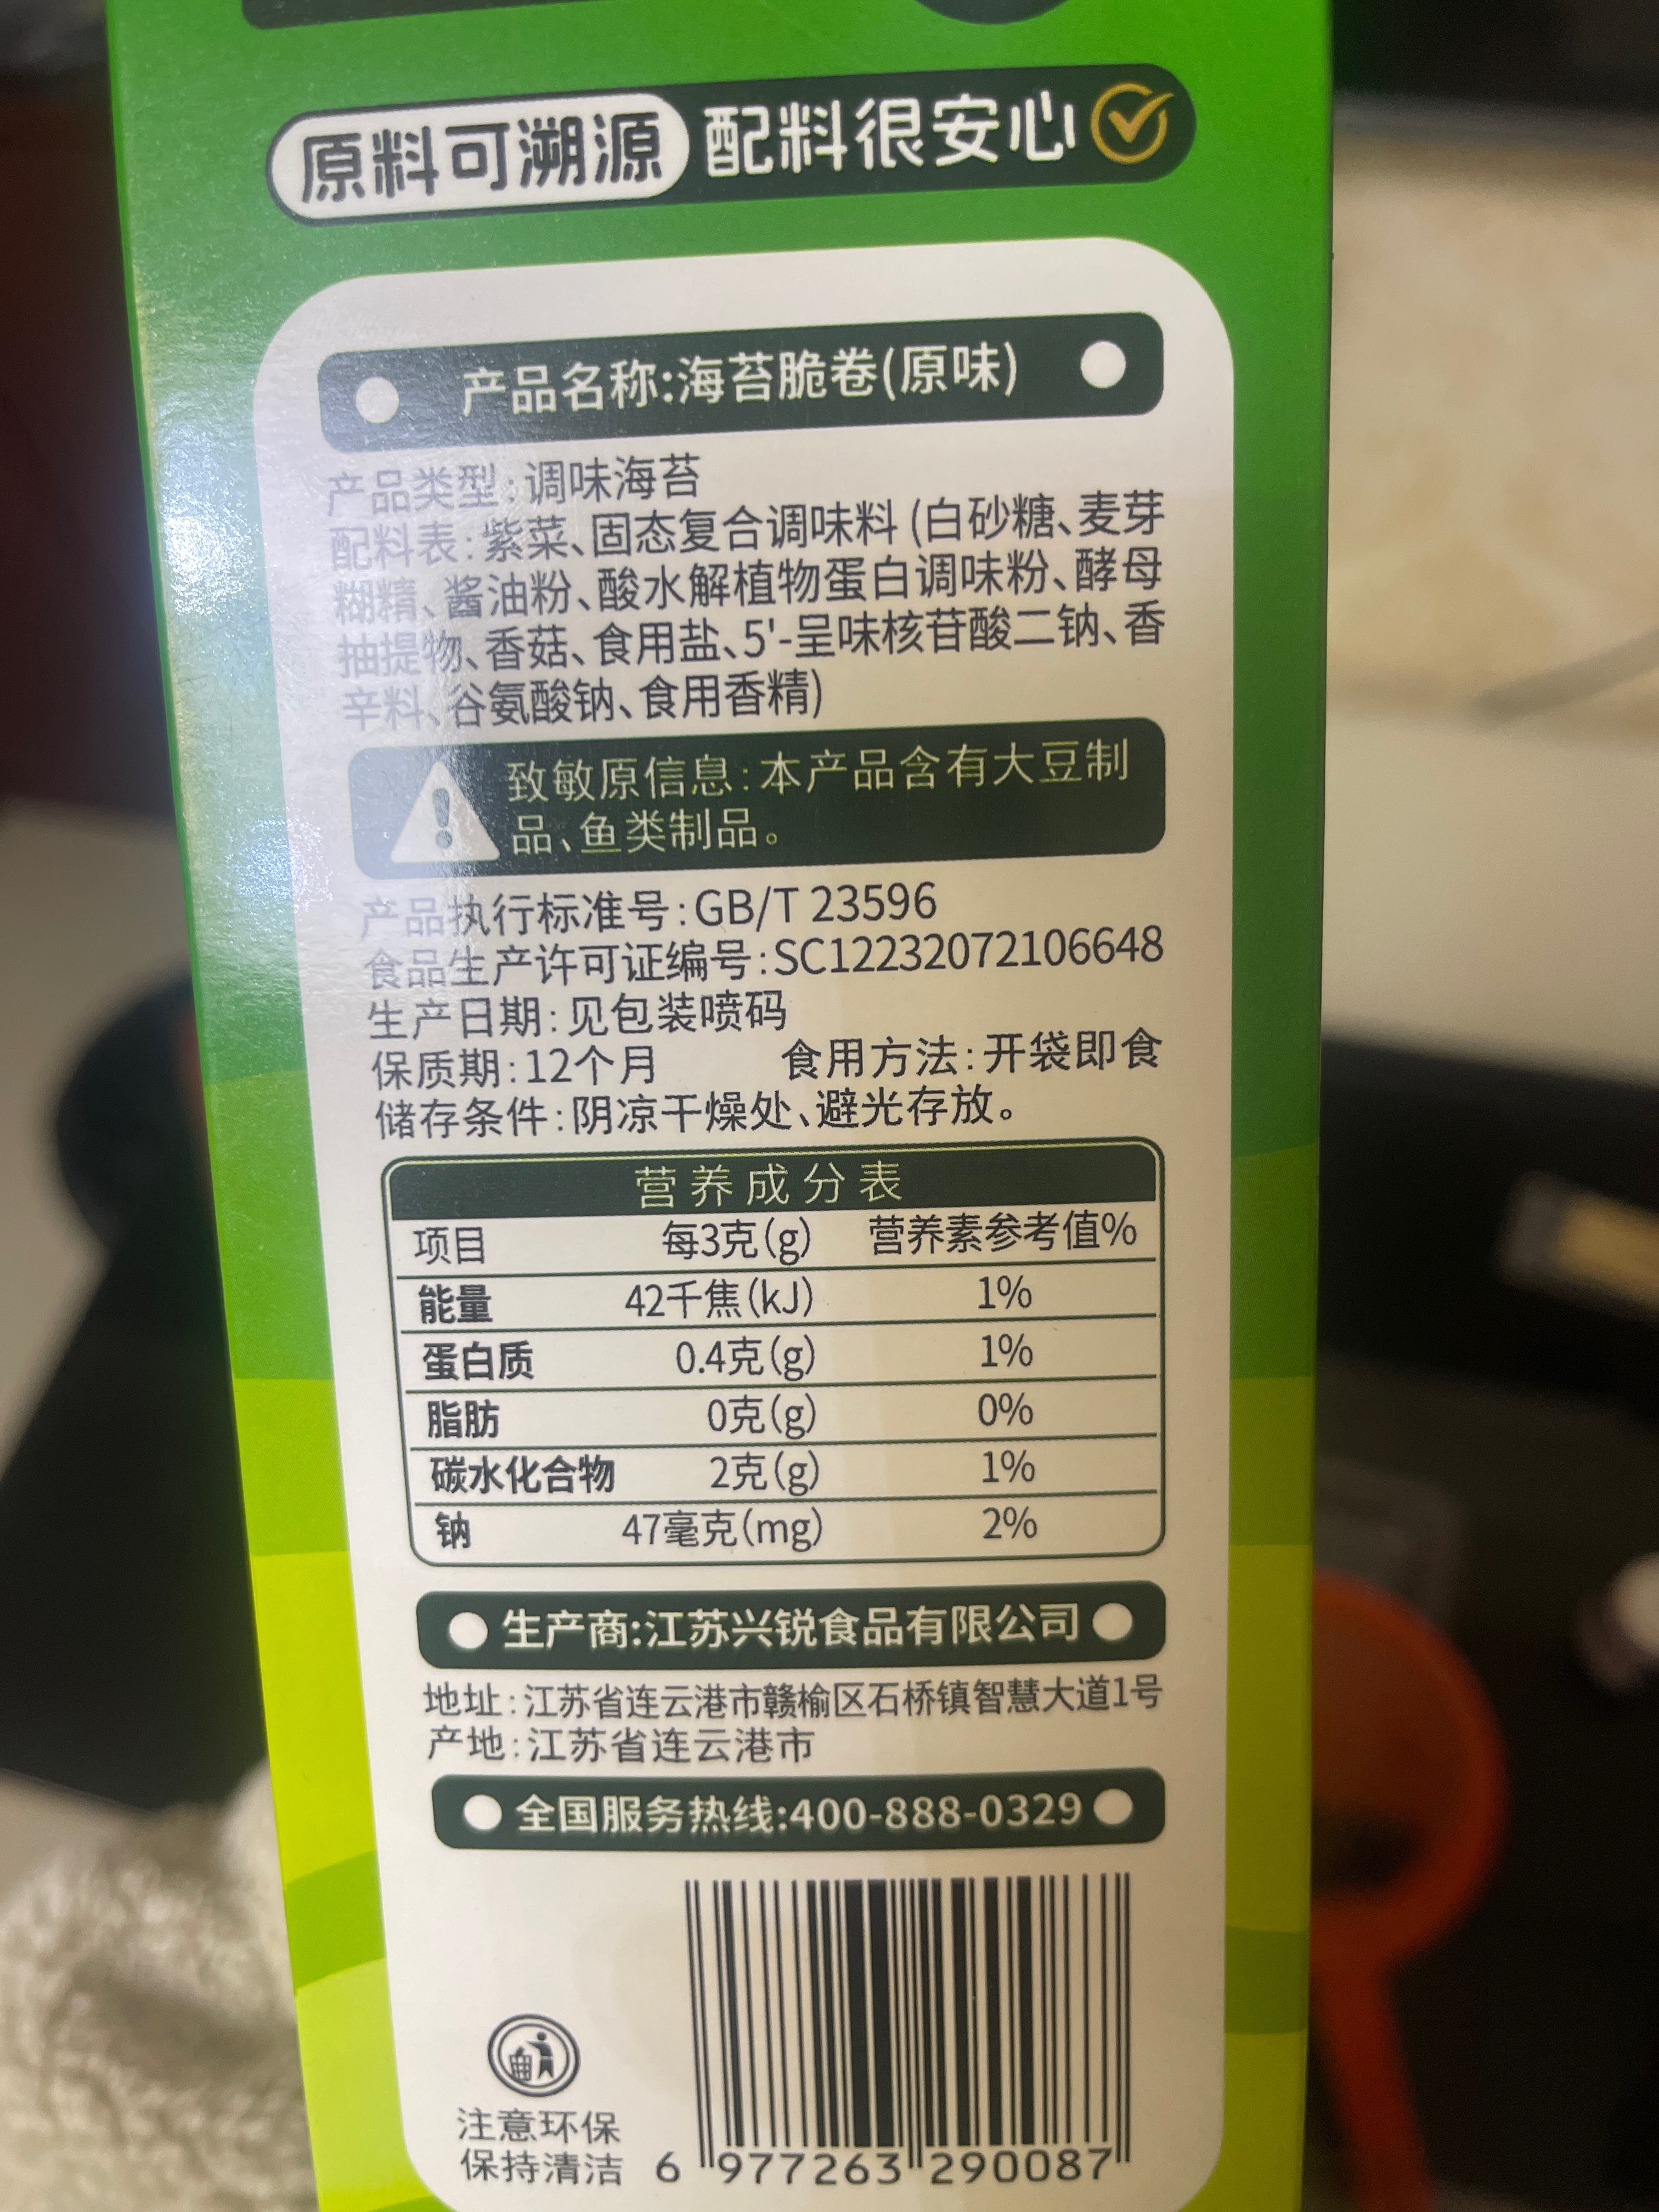 原料可溯源 配料很安心
产品名称:海苔脆卷(原味)
产品类型:调味海苔
配料表:紫菜、固态复合调味料(白砂糖、麦芽
糊精、酱油粉、酸水解植物蛋白调味粉、酵母
抽提物、香菇、食用盐、5'-呈味核苷酸二钠、香
辛料、谷氨酸钠、食用香精)
致敏原信息:本产品含有大豆制
品、鱼类制品。
产品执行标准号:GB/T 23596
食品生产许可证编号:SC12232072106648
生产日期:见包装喷码
保质期:12个月 食用方法:开袋即食
储存条件:阴凉干燥处、避光存放。
营养成分表
项目 每3克(g) 营养素参考值%
能量 42千焦(kJ) 1%
蛋白质 0.4克(g) 1%
脂肪 0克(g) 0%
碳水化合物 2克(g) 1%
钠 47毫克(mg) 2%
生产商:江苏兴锐食品有限公司
地址:江苏省连云港市赣榆区石桥镇智慧大道1号
产地:江苏省连云港市
全国服务热线:400-888-0329
注意环保
保持清洁
6 977263 290087